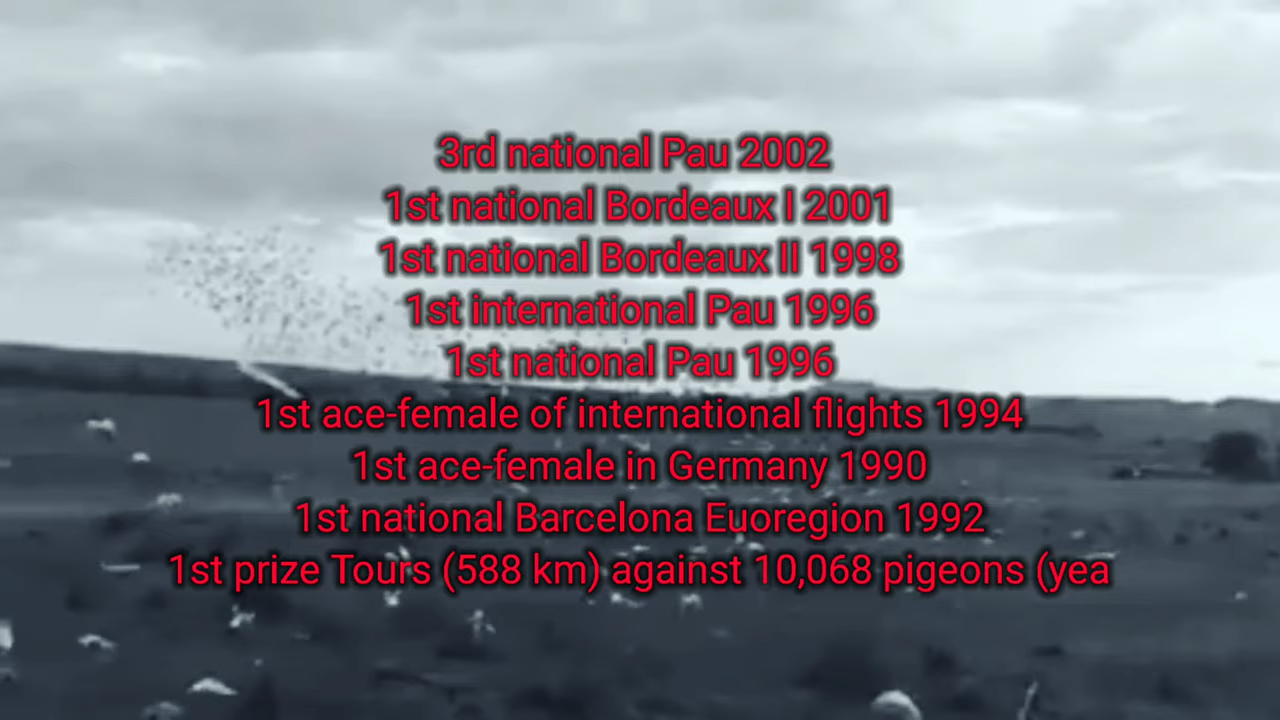 3rd national Pau 2002
1st national Bordeaux I 2001
1st national Bordeaux II 1998
1st international Pau 1996
1st national Pau 1996
1st ace-female of international flights 1994
1st ace-female in Germany 1990
1st national Barcelona Euoregion 1992
1st prize Tours (588 km) against 10,068 pigeons (yea